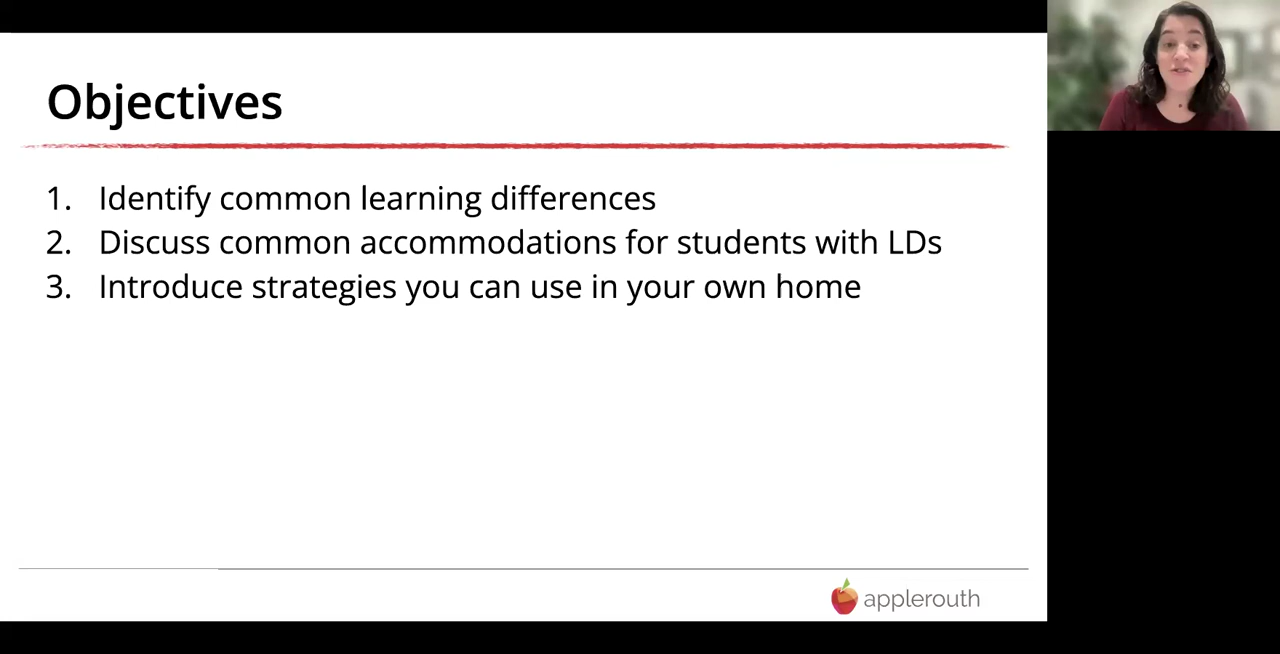 Objectives
1. Identify common learning differences
2. Discuss common accommodations for students with LDs
3. Introduce strategies you can use in your own home
applerouth